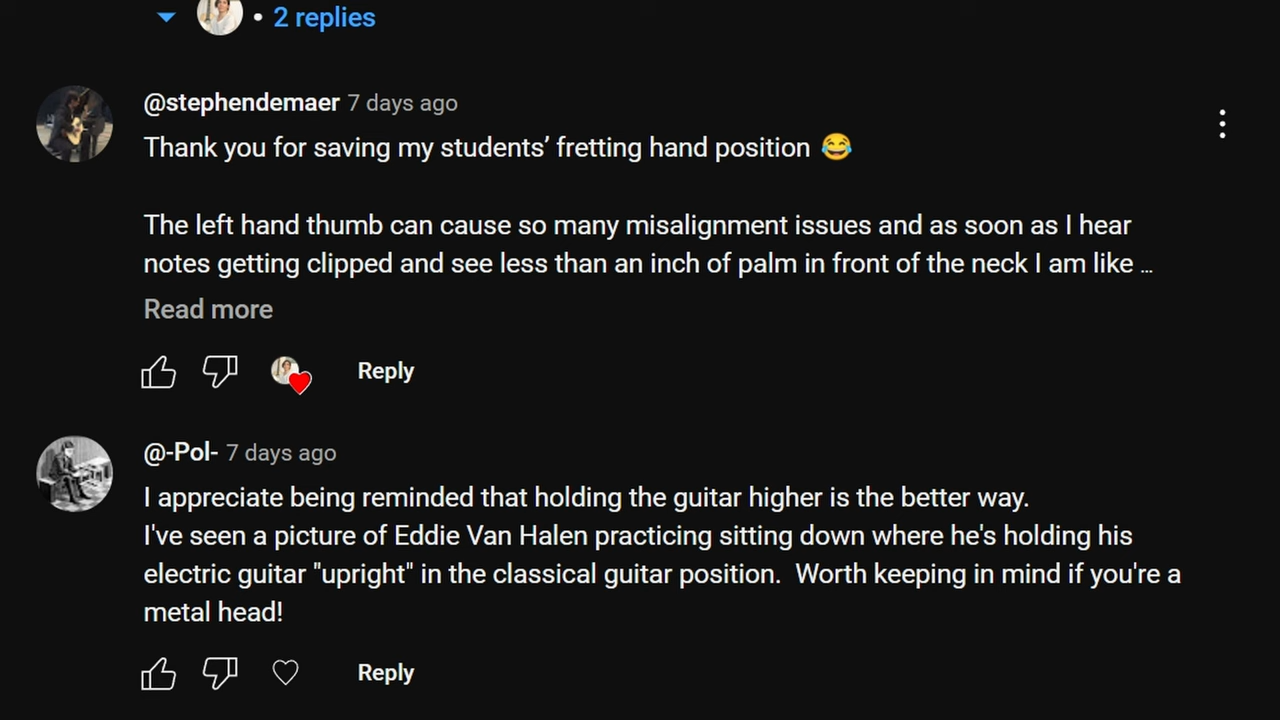 • 2 replies
@stephendemaer 7 days ago
Thank you for saving my students’ fretting hand position 😂
The left hand thumb can cause so many misalignment issues and as soon as I hear
notes getting clipped and see less than an inch of palm in front of the neck I am like ...
Read more
Reply
@-Pol- 7 days ago
I appreciate being reminded that holding the guitar higher is the better way.
I've seen a picture of Eddie Van Halen practicing sitting down where he's holding his
electric guitar "upright" in the classical guitar position.  Worth keeping in mind if you're a
metal head!
Reply